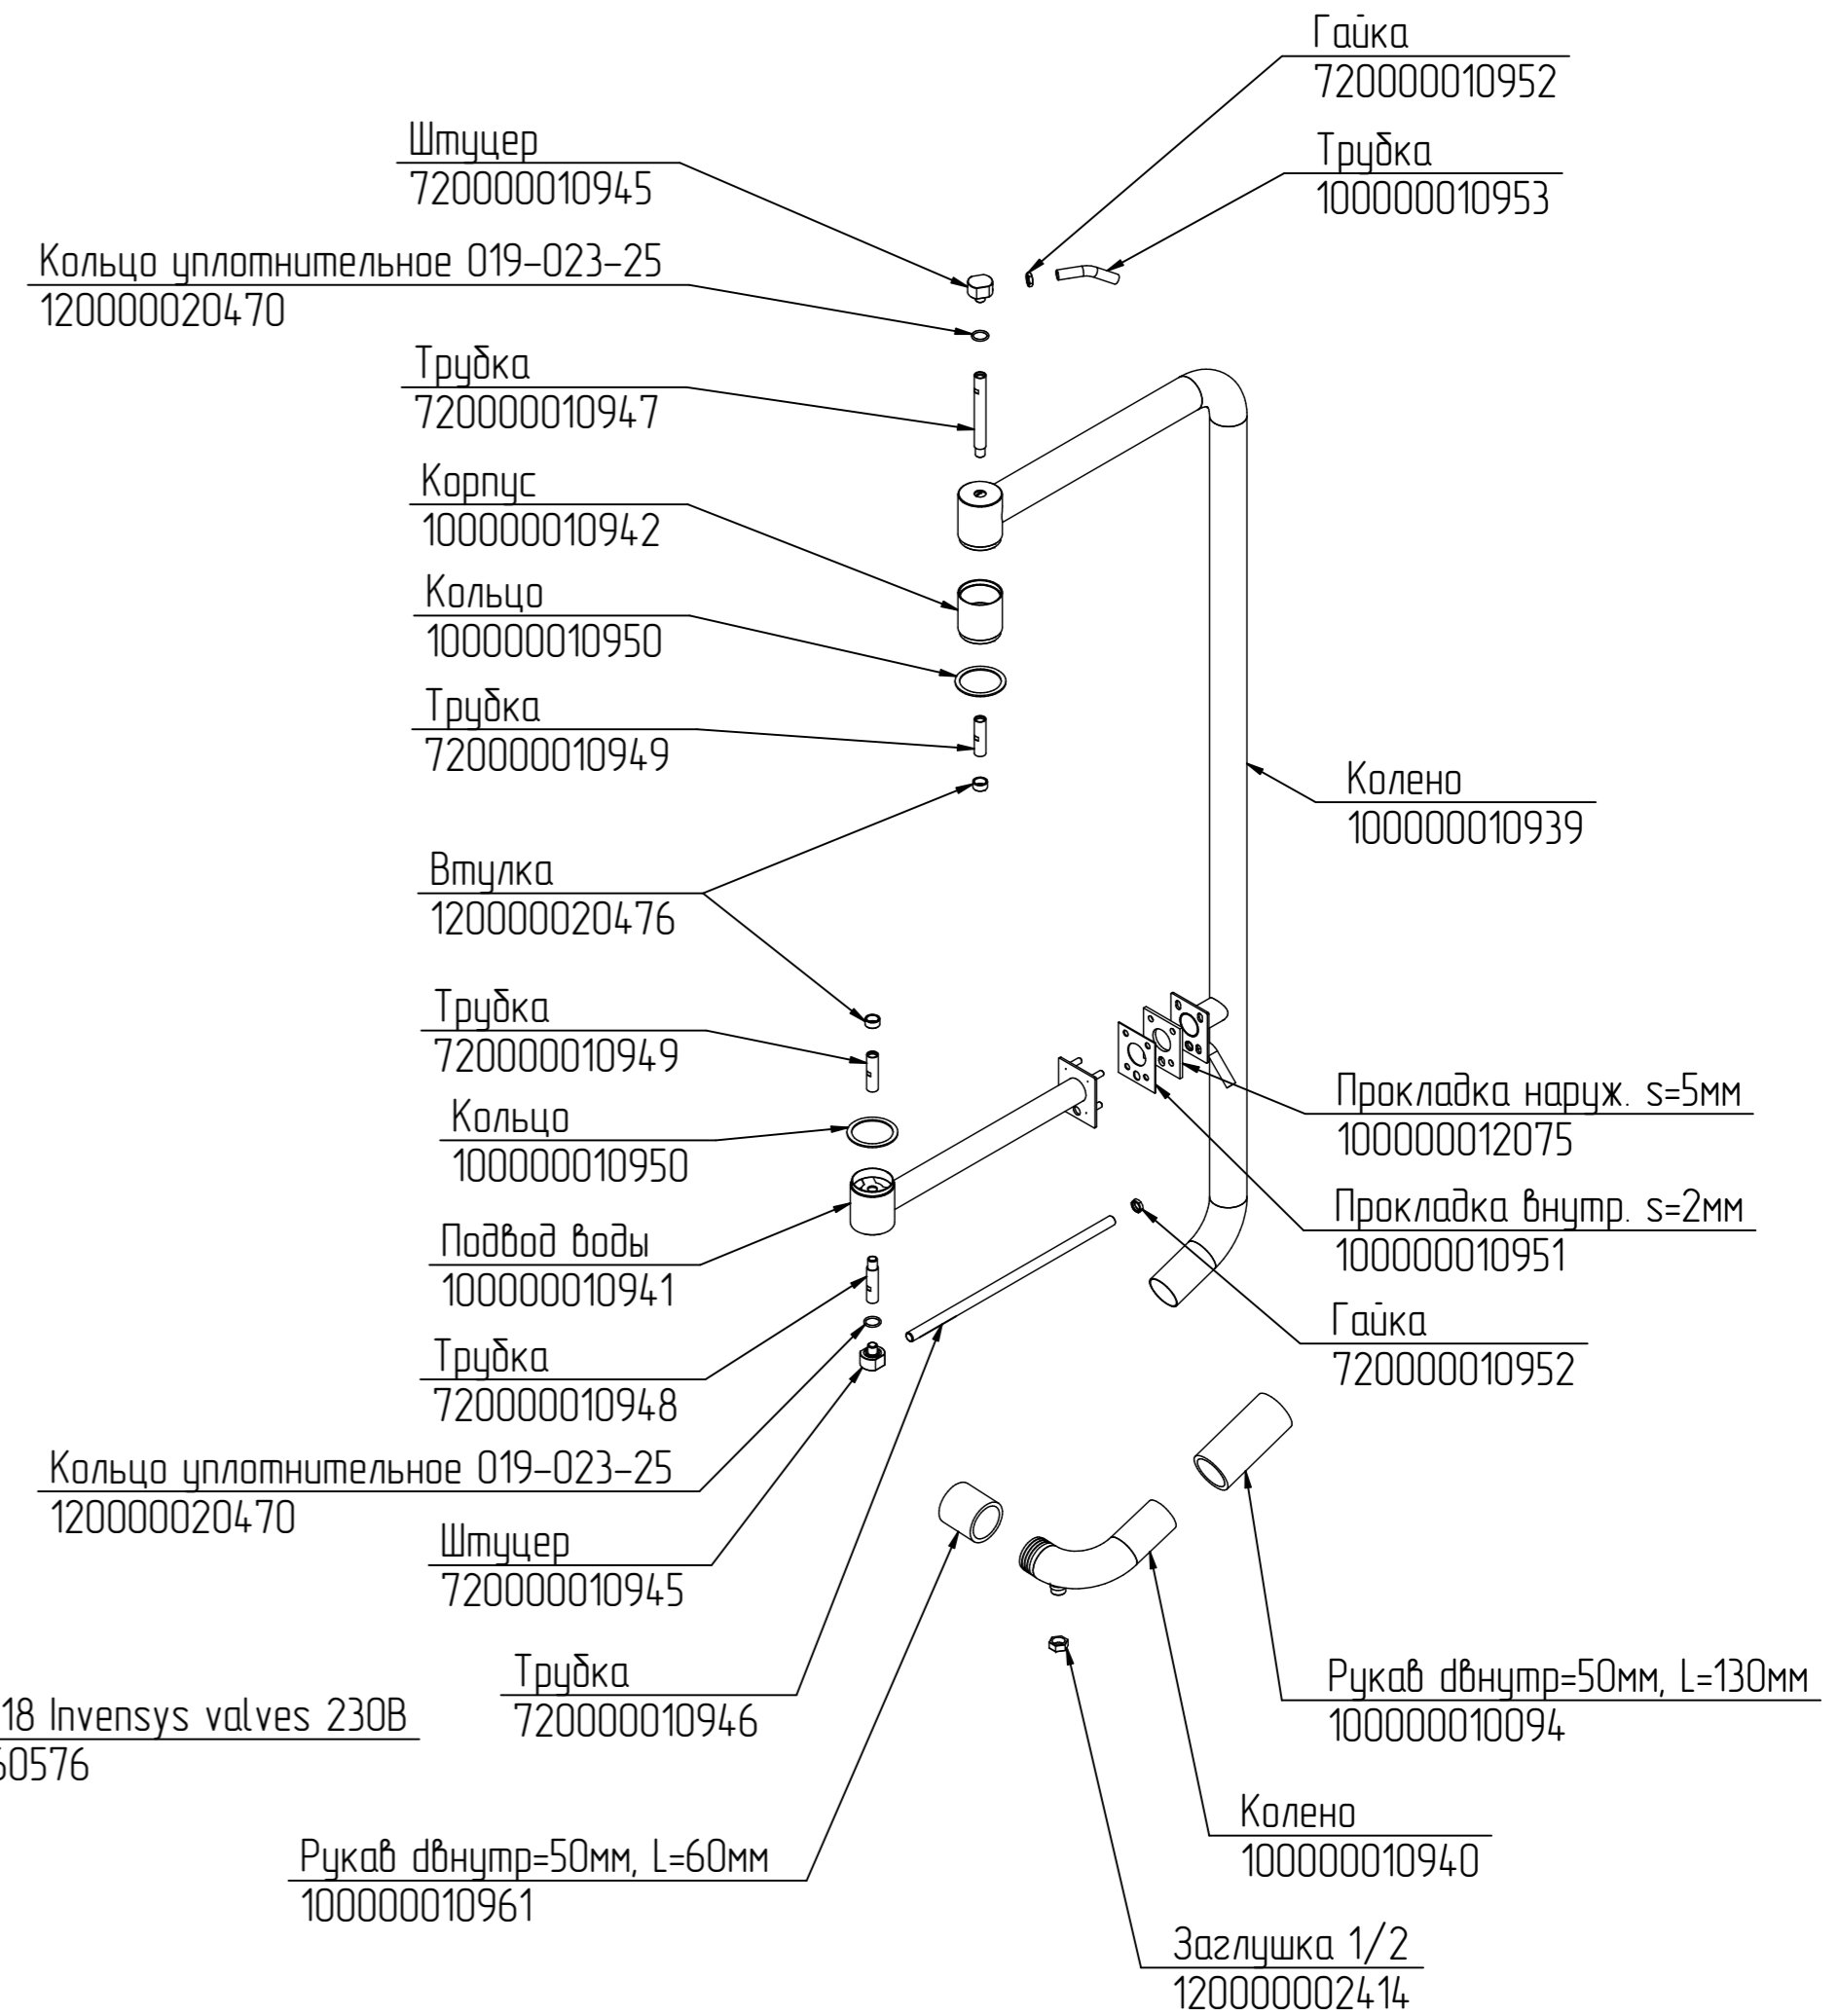 Гайка
720000010952
Штуцер
720000010945
Трубка
100000010953
Кольцо уплотнительное 019-023-25
120000020470
Трубка
720000010947
Корпус
100000010942
Кольцо
100000010950
Трубка
720000010949
Колено
100000010939
Втулка
120000020476
Трубка
720000010949
Прокладка наруж. s=5мм
100000012075
Кольцо
100000010950
Прокладка внутр. s=2мм
100000010951
Подвод воды
100000010941
Гайка
720000010952
Трубка
720000010948
Кольцо уплотнительное 019-023-25
120000020470
Штуцер
720000010945
Трубка
720000010946
Рукав dвнутр=50мм, L=130мм
100000010094
18 Invensys valves 230В
60576
Колено
100000010940
Рукав dвнутр=50мм, L=60мм
100000010961
Заглушка 1/2
120000002414